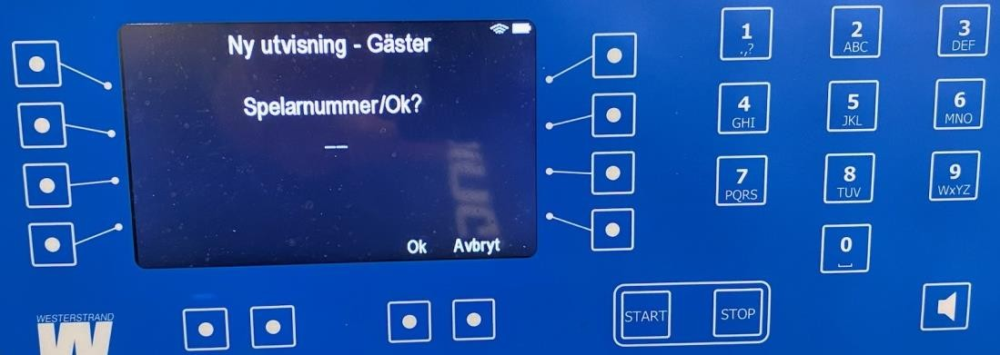 Ny utvisning - Gäster
Spelarnummer/Ok?
__
Ok Avbryt
1
.,?
2
ABC
3
DEF
4
GHI
5
JKL
6
MNO
7
PQRS
8
TUV
9
WxYZ
0
START STOP
WESTERSTRAND
W